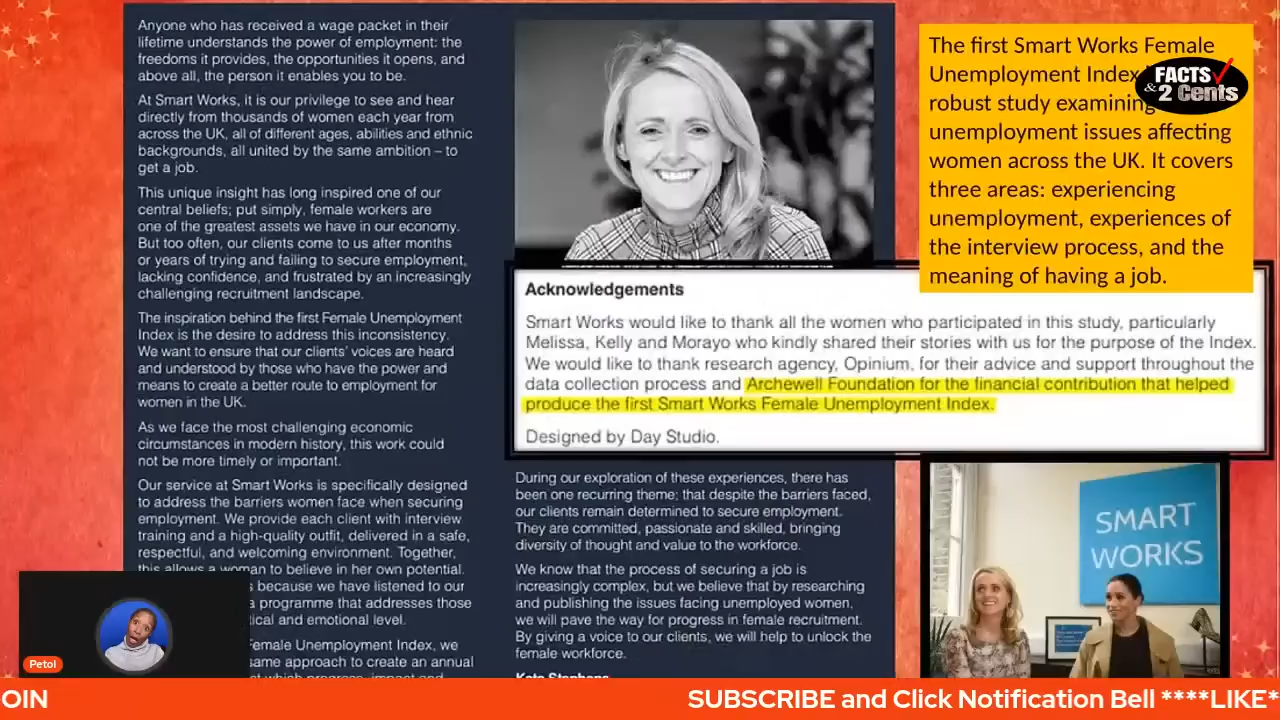 Anyone who has received a wage packet in their
lifetime understands the power of employment: the
freedoms it provides, the opportunities it opens, and
above all, the person it enables you to be.
At Smart Works, it is our privilege to see and hear
directly from thousands of women each year from
across the UK, all of different ages, abilities and ethnic
backgrounds, all united by the same ambition – to
get a job.
This unique insight has long inspired one of our
central beliefs; put simply, female workers are
one of the greatest assets we have in our economy.
But too often, our clients come to us after months
or years of trying and failing to secure employment,
lacking confidence, and frustrated by an increasingly
challenging recruitment landscape.
The inspiration behind the first Female Unemployment
Index is the desire to address this inconsistency.
We want to ensure that our clients' voices are heard
and understood by those who have the power and
means to create a better route to employment for
women in the UK.
As we face the most challenging economic
circumstances in modern history, this work could
not be more timely or important.
Our service at Smart Works is specifically designed
to address the barriers women face when securing
employment. We provide each client with interview
training and a high-quality outfit, delivered in a safe,
respectful, and welcoming environment. Together,
this allows a woman to believe in her own potential.
because we have listened to our
a programme that addresses those
and emotional level.
Female Unemployment Index, we
same approach to create an annual
Acknowledgements
Smart Works would like to thank all the women who participated in this study, particularly
Melissa, Kelly and Morayo who kindly shared their stories with us for the purpose of the Index.
We would like to thank research agency, Opinium, for their advice and support throughout the
data collection process and Archewell Foundation for the financial contribution that helped
produce the first Smart Works Female Unemployment Index.
Designed by Day Studio.
During our exploration of these experiences, there has
been one recurring theme; that despite the barriers faced,
our clients remain determined to secure employment.
They are committed, passionate and skilled, bringing
diversity of thought and value to the workforce.
We know that the process of securing a job is
increasingly complex, but we believe that by researching
and publishing the issues facing unemployed women,
we will pave the way for progress in female recruitment.
By giving a voice to our clients, we will help to unlock the
female workforce.
The first Smart Works Female
Unemployment Index
robust study examining
unemployment issues affecting
women across the UK. It covers
three areas: experiencing
unemployment, experiences of
the interview process, and the
meaning of having a job.
FACTS
& 2 Cents
SMART
WORKS
Petol
OIN SUBSCRIBE and Click Notification Bell ****LIKE*